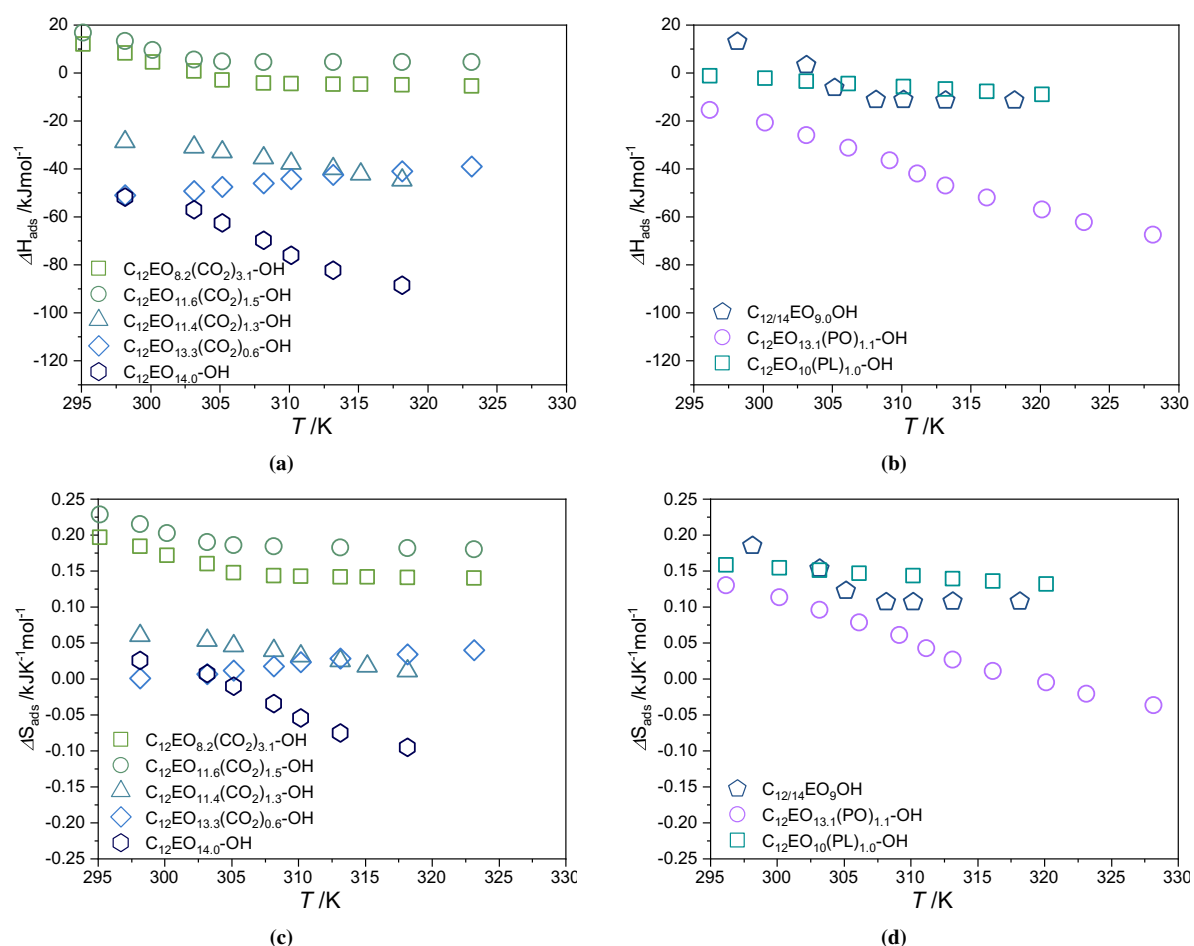 20
0
-20
-40
-60
-80
-100
-120
ΔH_ads /kJmol⁻¹
C₁₂EO₈.₂(CO₂)₃.₁-OH
C₁₂EO₁₁.₆(CO₂)₁.₅-OH
C₁₂EO₁₁.₄(CO₂)₁.₃-OH
C₁₂EO₁₃.₃(CO₂)₀.₆-OH
C₁₂EO₁₄.₀-OH
295 300 305 310 315 320 325 330
T /K
(a)
20
0
-20
-40
-60
-80
-100
-120
ΔH_ads /kJmol⁻¹
C₁₂/₁₄EO₉.₀OH
C₁₂EO₁₃.₁(PO)₁.₁-OH
C₁₂EO₁₀(PL)₁.₀-OH
295 300 305 310 315 320 325 330
T /K
(b)
0.25
0.20
0.15
0.10
0.05
0.00
-0.05
-0.10
-0.15
-0.20
-0.25
ΔS_ads /kJK⁻¹mol⁻¹
C₁₂EO₈.₂(CO₂)₃.₁-OH
C₁₂EO₁₁.₆(CO₂)₁.₅-OH
C₁₂EO₁₁.₄(CO₂)₁.₃-OH
C₁₂EO₁₃.₃(CO₂)₀.₆-OH
C₁₂EO₁₄.₀-OH
295 300 305 310 315 320 325 330
T /K
(c)
0.25
0.20
0.15
0.10
0.05
0.00
-0.05
-0.10
-0.15
-0.20
-0.25
ΔS_ads /kJK⁻¹mol⁻¹
C₁₂/₁₄EO₉OH
C₁₂EO₁₃.₁(PO)₁.₁-OH
C₁₂EO₁₀(PL)₁.₀-OH
295 300 305 310 315 320 325 330
T /K
(d)